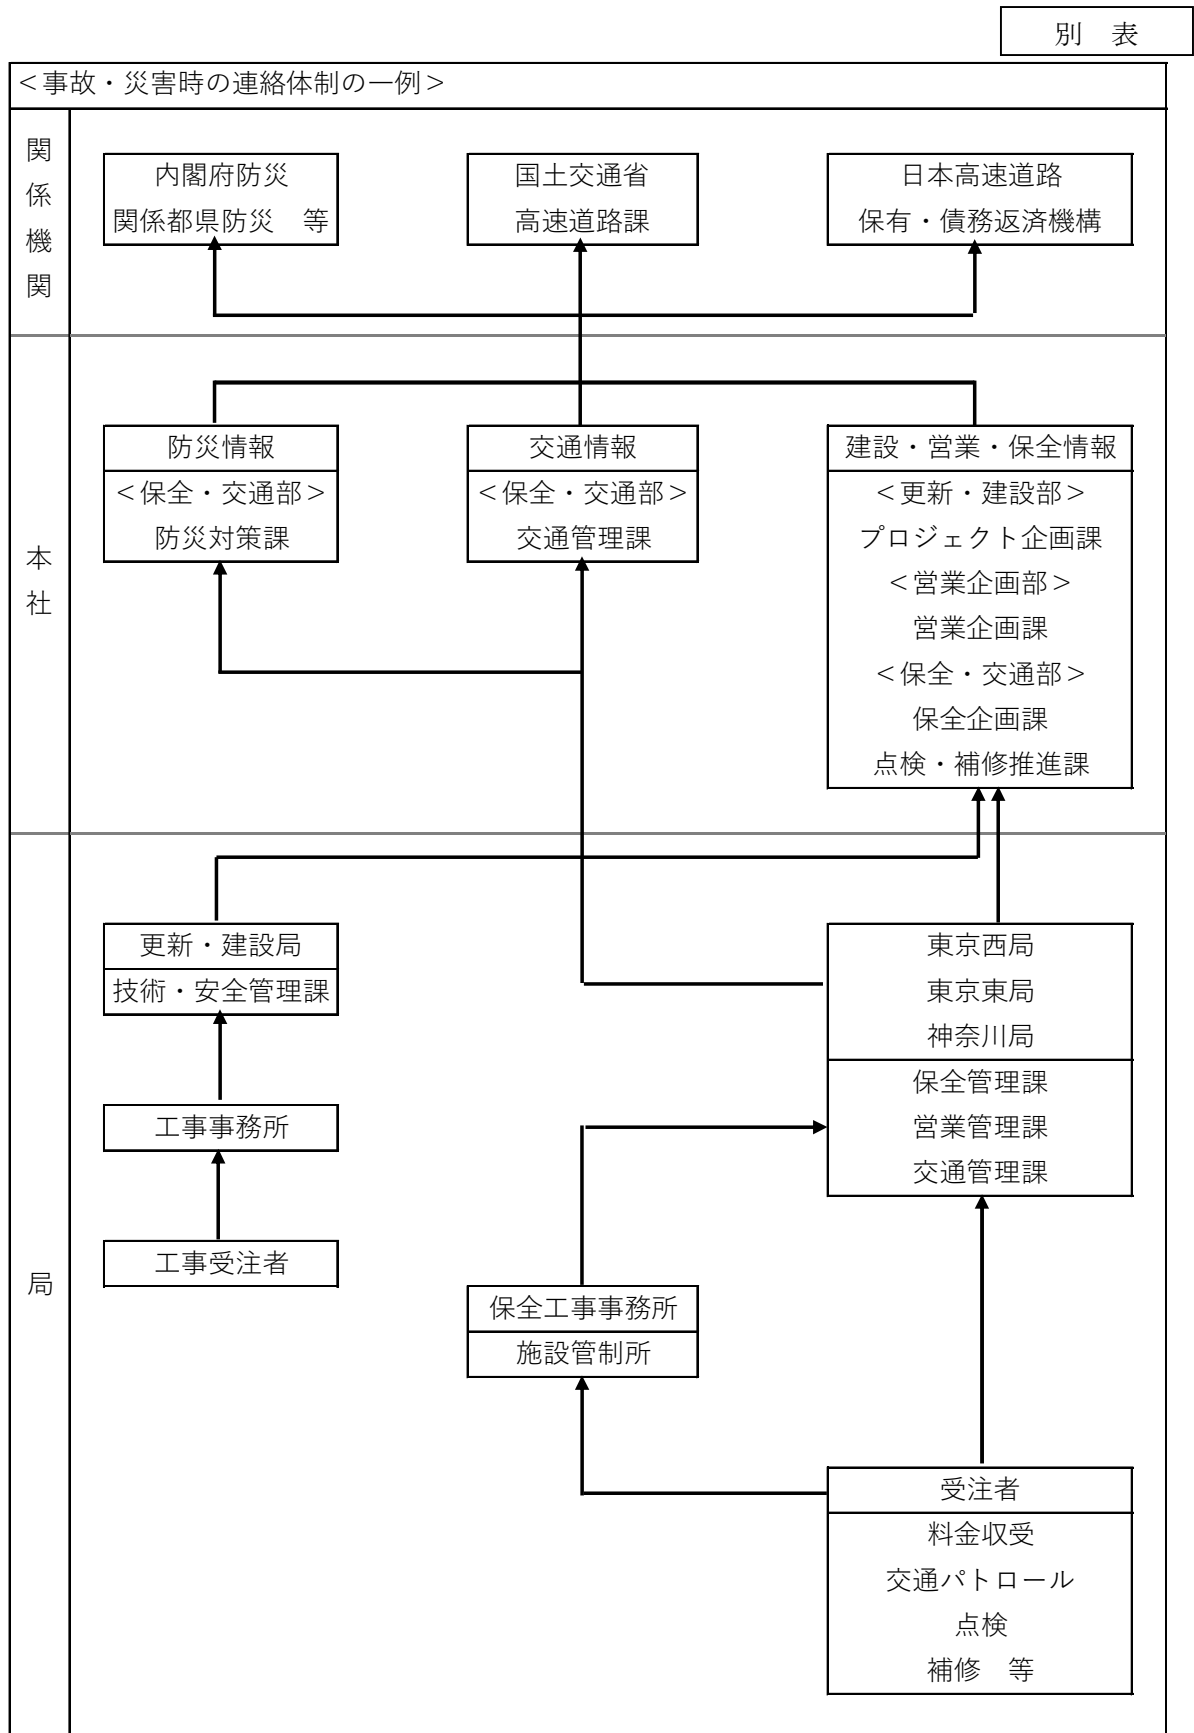 別　表
＜事故・災害時の連絡体制の一例＞
関係機関
内閣府防災
関係都県防災　等
国土交通省
高速道路課
日本高速道路
保有・債務返済機構
本社
防災情報
＜保全・交通部＞
防災対策課
交通情報
＜保全・交通部＞
交通管理課
建設・営業・保全情報
＜更新・建設部＞
プロジェクト企画課
＜営業企画部＞
営業企画課
＜保全・交通部＞
保全企画課
点検・補修推進課
局
更新・建設局
技術・安全管理課
工事事務所
工事受注者
東京西局
東京東局
神奈川局
保全管理課
営業管理課
交通管理課
保全工事事務所
施設管制所
受注者
料金収受
交通パトロール
点検
補修　等